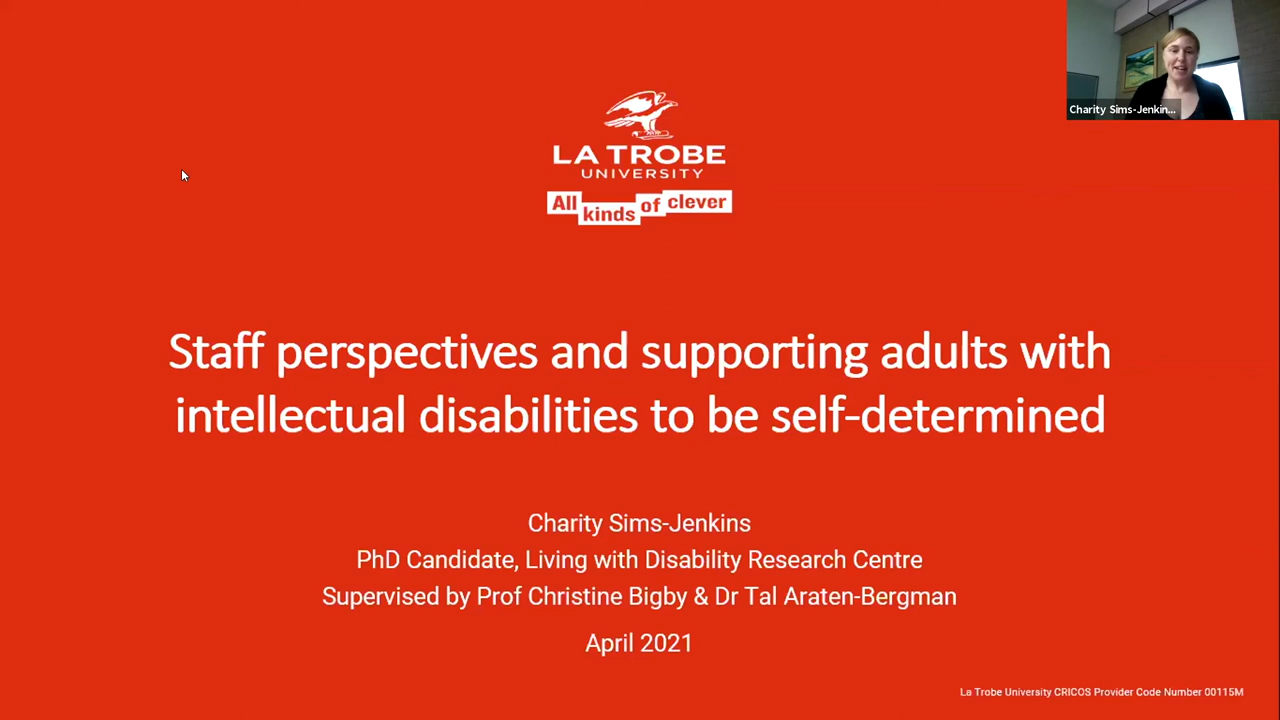 Charity Sims-Jenkin...
LA TROBE
UNIVERSITY
All kinds of clever
Staff perspectives and supporting adults with
intellectual disabilities to be self-determined
Charity Sims-Jenkins
PhD Candidate, Living with Disability Research Centre
Supervised by Prof Christine Bigby & Dr Tal Araten-Bergman
April 2021
La Trobe University CRICOS Provider Code Number 00115M